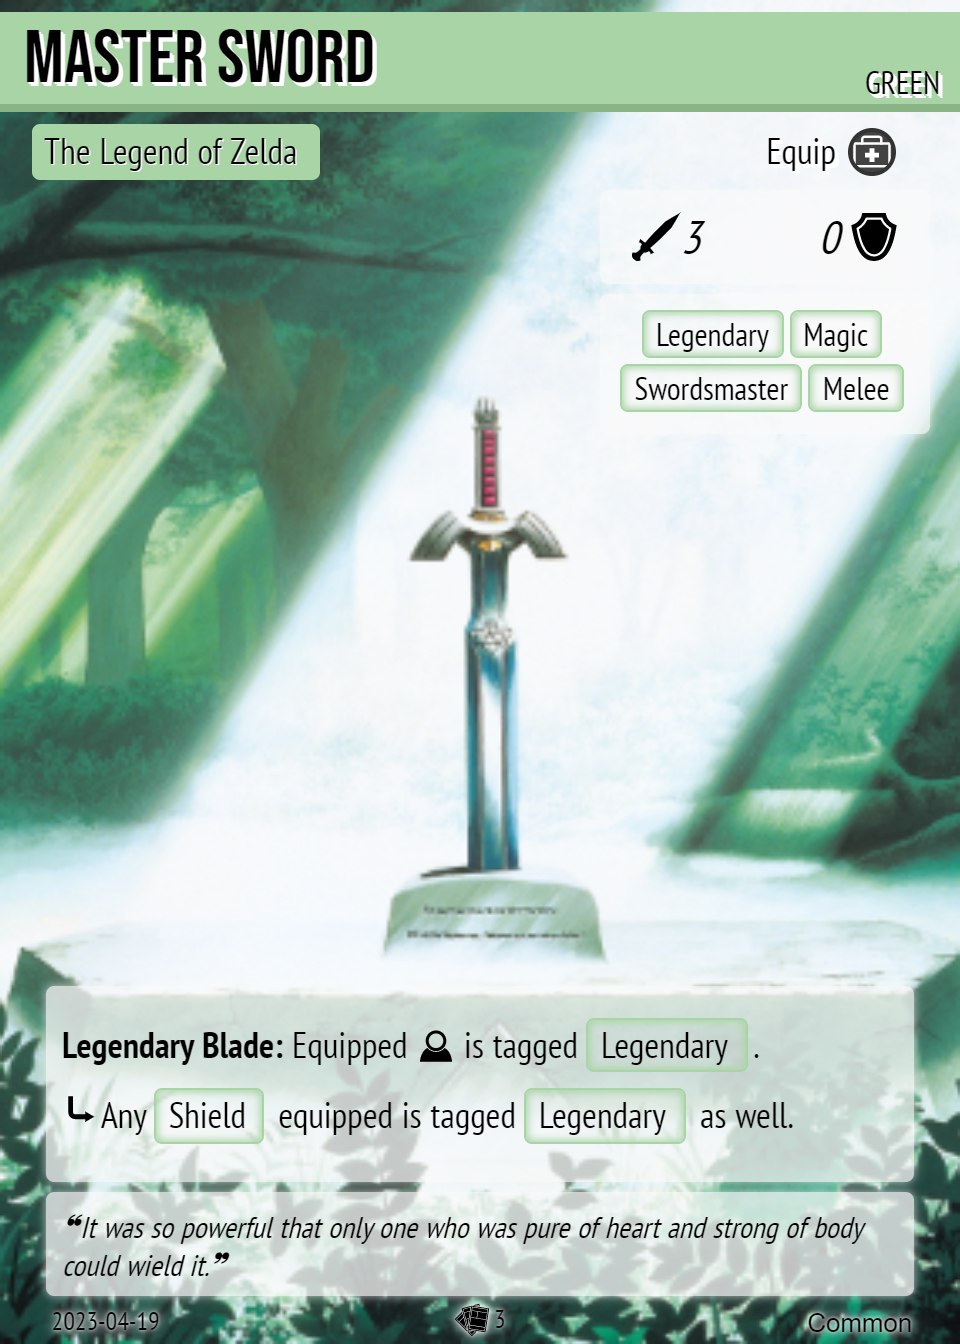 MASTER SWORD
GREEN
The Legend of Zelda
Equip
3
0
Legendary Magic
Swordsmaster Melee
Legendary Blade: Equipped is tagged Legendary .
Any Shield equipped is tagged Legendary as well.
❝It was so powerful that only one who was pure of heart and strong of body
could wield it.❞
2023-04-19
3
Common